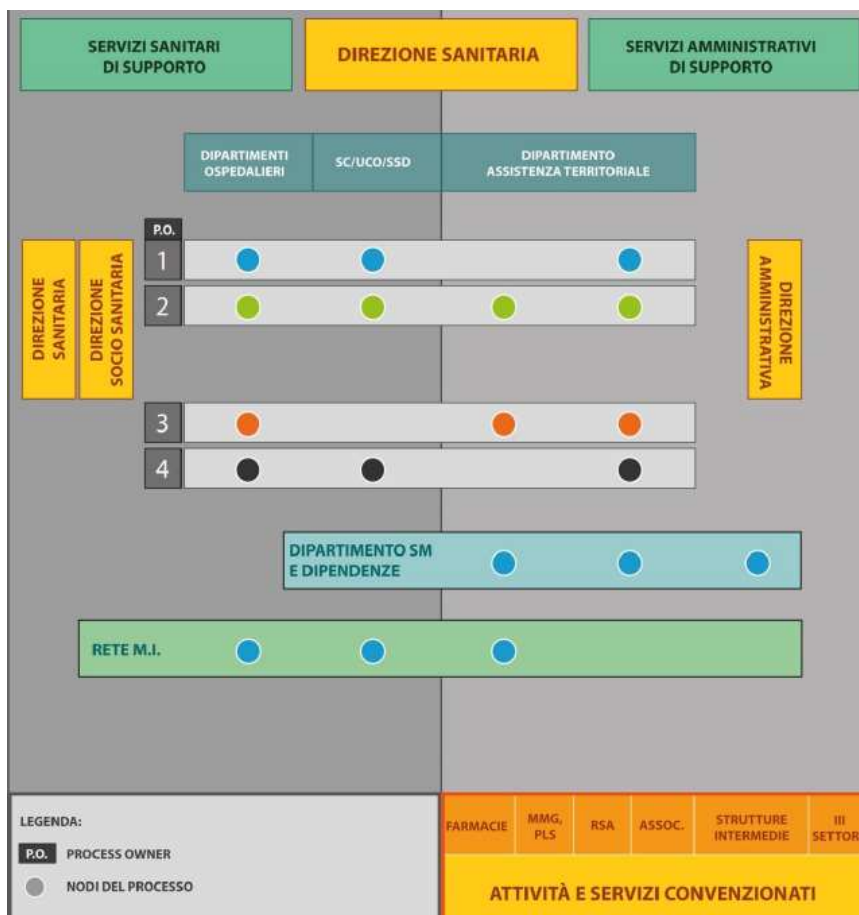 SERVIZI SANITARI
DI SUPPORTO
DIREZIONE SANITARIA
SERVIZI AMMINISTRATIVI
DI SUPPORTO
DIPARTIMENTI
OSPEDALIERI
SC/UCO/SSD
DIPARTIMENTO
ASSISTENZA TERRITORIALE
P.O.
DIREZIONE
SANITARIA
DIREZIONE
SOCIO SANITARIA
1
2
3
4
DIREZIONE
AMMINISTRATIVA
DIPARTIMENTO SM
E DIPENDENZE
RETE M.I.
LEGENDA:
P.O. PROCESS OWNER
NODI DEL PROCESSO
FARMACIE
MMG,
PLS
RSA
ASSOC.
STRUTTURE
INTERMEDIE
III
SETTOR
ATTIVITÀ E SERVIZI CONVENZIONATI